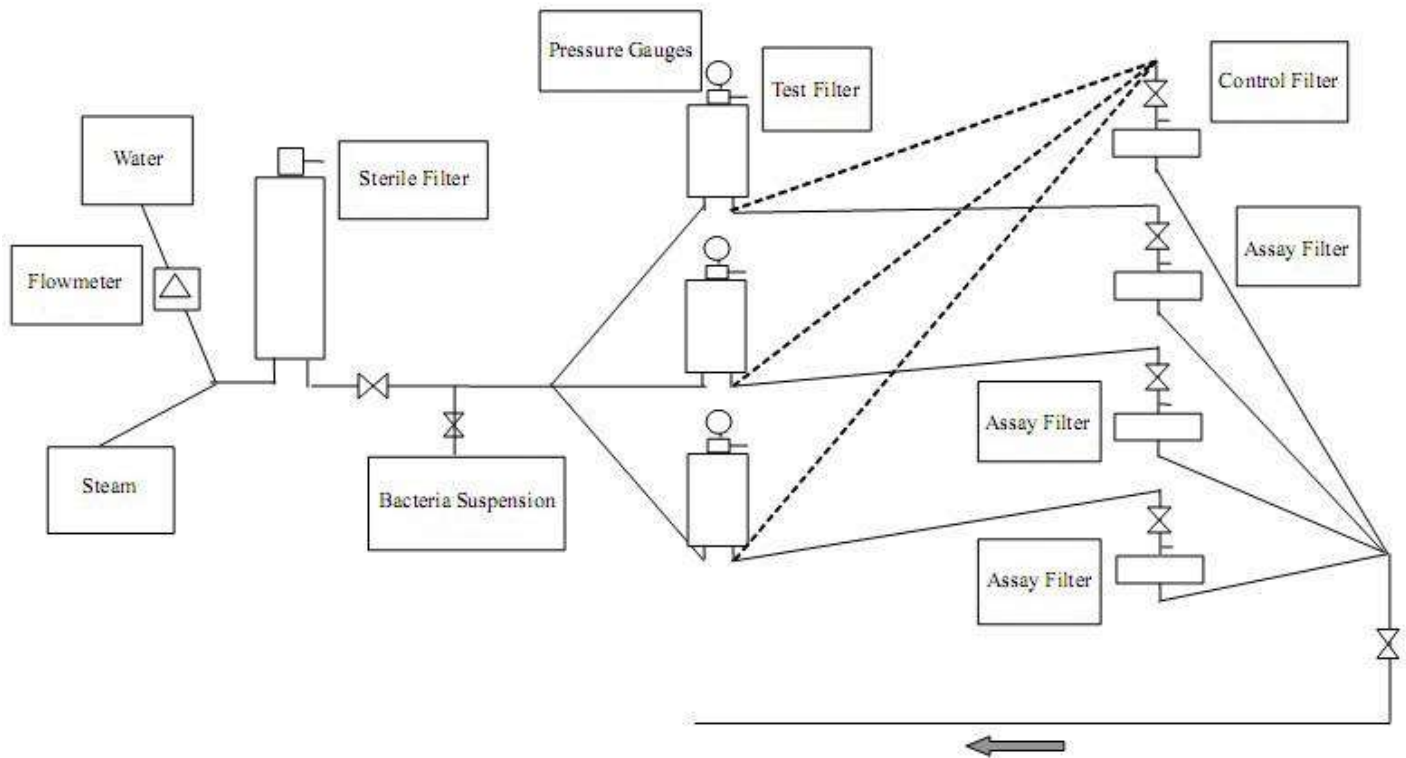 Pressure Gauges
Test Filter
Control Filter
Water
Sterile Filter
Assay Filter
Flowmeter
Assay Filter
Steam
Bacteria Suspension
Assay Filter